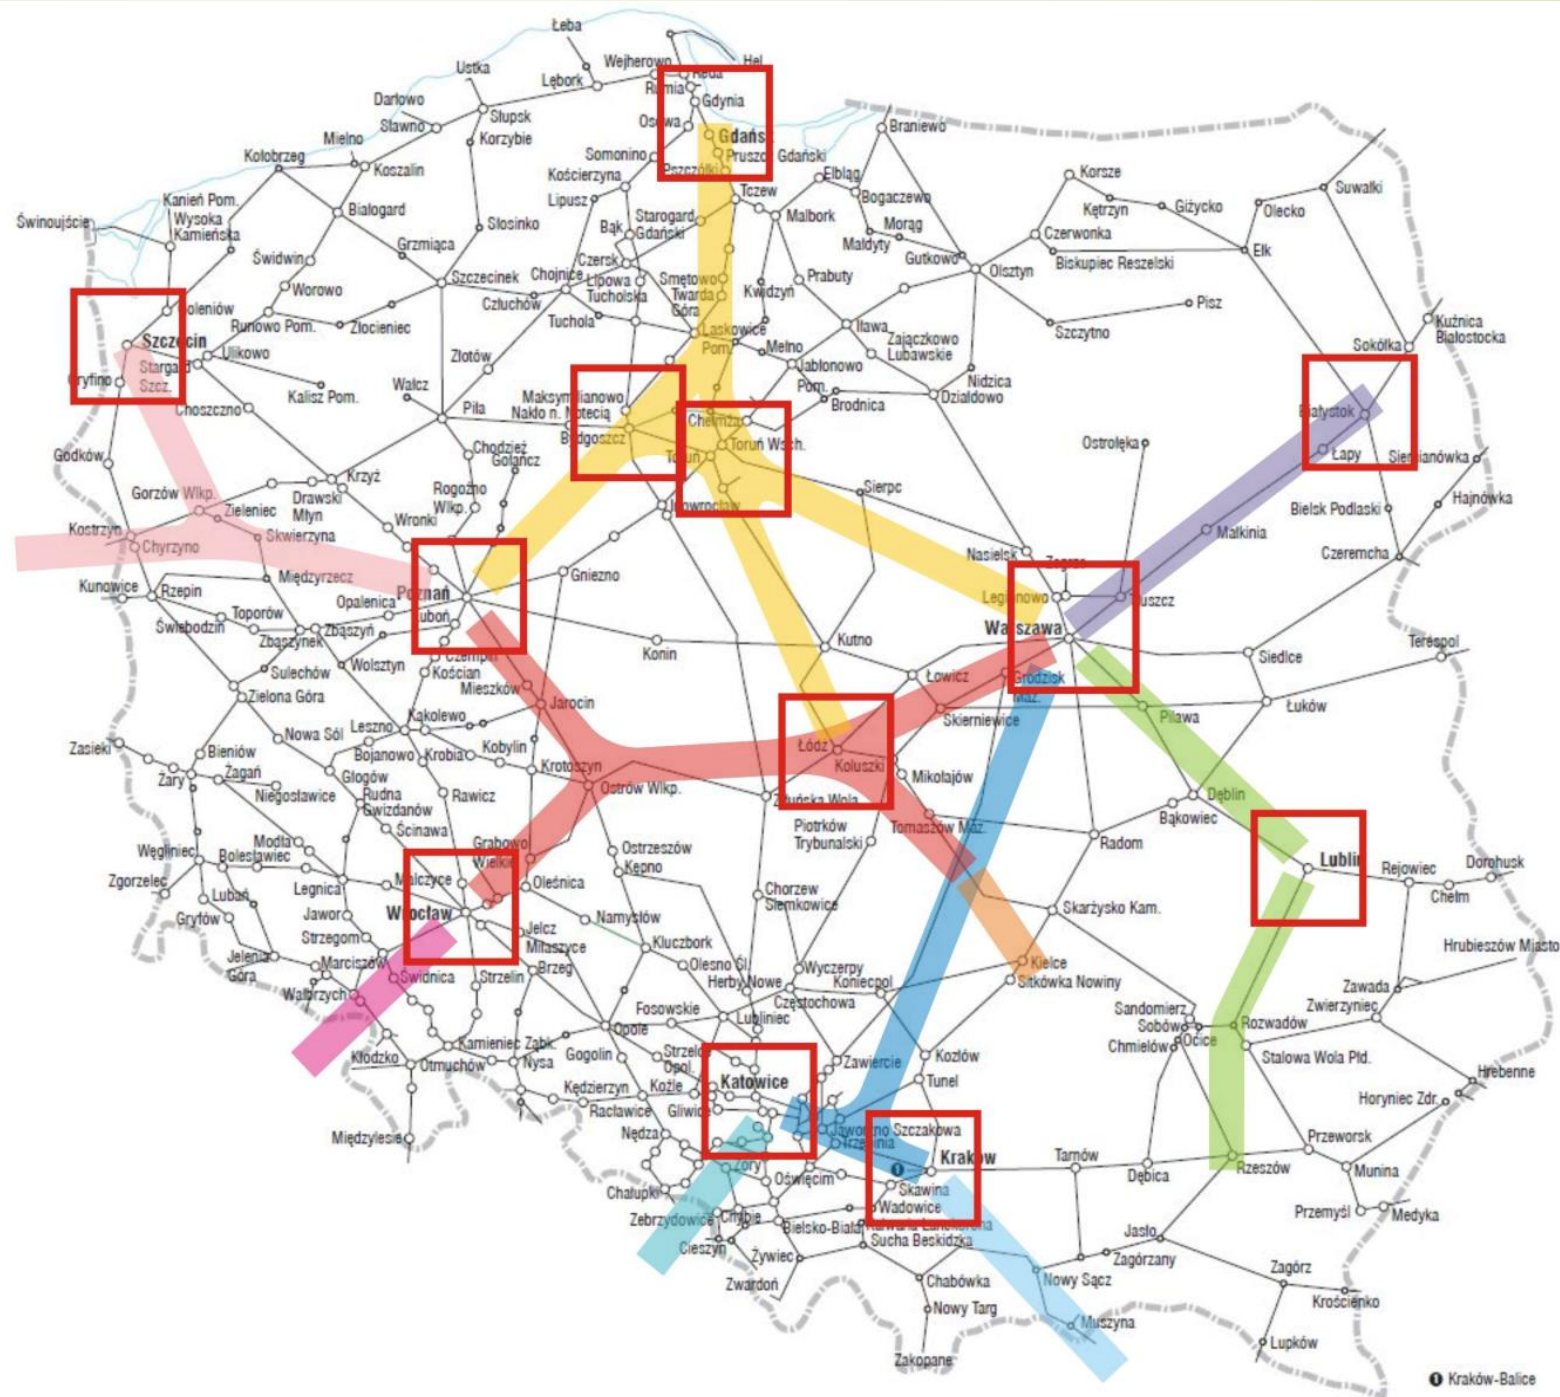 Łeba
Hel
Wejherowo
Reda
Ustka
Lębork
Rumia
Gdynia
Darłowo
Słupsk
Osowa
Sławno
Korzybie
Gdańsk
Braniewo
Mielno
Kołobrzeg
Koszalin
Somonino
Pruszcz Gdański
Pszczółki
Kościerzyna
Elbląg
Korsze
Kanień Pom.
Tczew
Bogaczewo
Kętrzyn
Giżycko
Suwałki
Świnoujście
Wysoka
Kamieńska
Białogard
Lipusz
Starogard
Gdański
Malbork
Olecko
Słosinko
Bąk
Morąg
Małdyty
Czerwonka
Grzmiąca
Świdwin
Czersk
Gutkowo
Olsztyn
Biskupiec Reszelski
Ełk
Szczecinek
Chojnice
Lipowa
Tucholska
Smętowo
Twarda
Góra
Kwidzyń
Prabuty
Worowo
Człuchów
Pisz
Goleniów
Runowo Pom.
Złocieniec
Tuchola
Laskowice
Pom.
Iława
Szczytno
Kuźnica
Białostocka
Szczecin
Ulikowo
Złotów
Melno
Zajączkowo
Lubawskie
Sokółka
Stargard
Szcz.
Gryfino
Kalisz Pom.
Wałcz
Jabłonowo
Pom.
Nidzica
Choszczno
Piła
Maksymilianowo
Nakło n. Notecią
Brodnica
Działdowo
Białystok
Bydgoszcz
Chełmża
Toruń Wsch.
Toruń
Godków
Chodzież
Gołańcz
Ostrołęka
Łapy
Siemianówka
Krzyż
Gorzów Wlkp.
Drawski
Młyn
Rogoźno
Wlkp.
Inowrocław
Sierpc
Hajnówka
Zieleniec
Wronki
Bielsk Podlaski
Kostrzyn
Chyrzyno
Skwierzyna
Małkinia
Nasielsk
Czeremcha
Kunowice
Rzepin
Międzyrzecz
Poznań
Gniezno
Opalenica
Luboń
Legionowo
Tłuszcz
Toporów
Świebodzin
Zbąszynek
Zbąszyń
Warszawa
Konin
Kutno
Terespol
Czempiń
Siedlce
Sulechów
Wolsztyn
Kościan
Mieszków
Łowicz
Grodzisk
Maz.
Zielona Góra
Jarocin
Skierniewice
Pilawa
Łuków
Leszno
Kąkolewo
Zasieki
Nowa Sól
Bojanowo
Krobia
Kobylin
Łódź
Koluszki
Bieniów
Żary
Żagań
Niegosławice
Głogów
Krotoszyn
Ostrów Wlkp.
Mikołajów
Rudna
Gwizdanów
Rawicz
Zduńska Wola
Dęblin
Bąkowiec
Ścinawa
Piotrków
Trybunalski
Tomaszów Maz.
Radom
Modła
Węgliniec
Bolesławiec
Grabowo
Wielkie
Ostrzeszów
Kępno
Lublin
Rejowiec
Dorohusk
Zgorzelec
Legnica
Malczyce
Oleśnica
Chełm
Lubań
Chorzew
Siemkowice
Gryfów
Jawor
Wrocław
Namysłów
Skarżysko Kam.
Strzegom
Jelcz
Miłaszyce
Kluczbork
Hrubieszów Miasto
Jelenia
Góra
Marciszów
Świdnica
Strzelin
Brzeg
Olesno Śl.
Wyczerpy
Kielce
Wałbrzych
Herby Nowe
Częstochowa
Koniecpol
Sitkówka Nowiny
Zawada
Fosowskie
Lubliniec
Sandomierz
Zwierzyniec
Sobów
Rozwadów
Opole
Ocice
Chmielów
Stalowa Wola Płd.
Kłodzko
Kamieniec Ząbk.
Otmuchów
Nysa
Gogolin
Strzelce
Opol.
Zawiercie
Kozłów
Tunel
Hrebenne
Katowice
Kędzierzyn
Koźle
Horyniec Zdr.
Racławice
Gliwice
Międzylesie
Nędza
Jaworzno Szczakowa
Trzebinia
Przeworsk
Kraków
Tarnów
Dębica
Rzeszów
Munina
Żory
Oświęcim
Skawina
Chałupki
Wadowice
Przemyśl
Medyka
Zebrzydowice
Chybie
Bielsko-Biała
Kalwaria Lanckorona
Cieszyn
Sucha Beskidzka
Jasło
Żywiec
Zagórzany
Zwardoń
Chabówka
Nowy Sącz
Zagórz
Krościenko
Nowy Targ
Muszyna
Łupków
Zakopane
Kraków-Balice